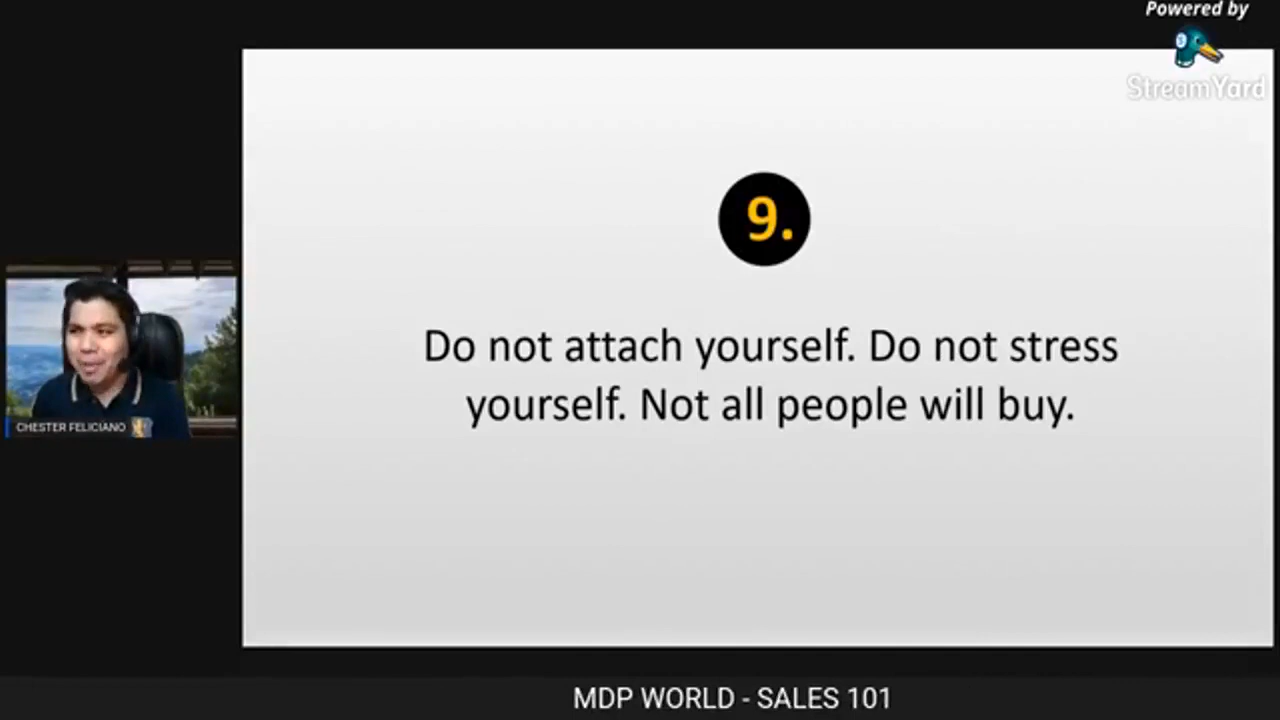 Powered by
StreamYard
9.
Do not attach yourself. Do not stress
yourself. Not all people will buy.
CHESTER FELICIANO
MDP WORLD - SALES 101